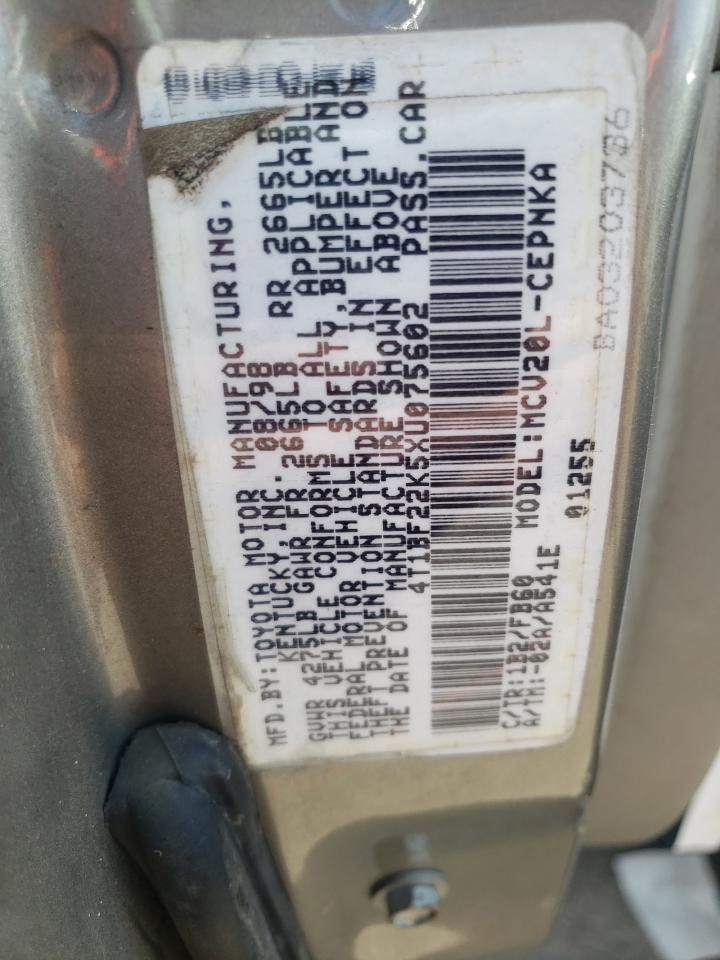 MFD.BY:TOYOTA MOTOR MANUFACTURING,
KENTUCKY,INC. 08/98
GVWR 4275LB GAWR FR 2665LB RR 2665LB
THIS VEHICLE CONFORMS TO ALL APPLICABLE
FEDERAL MOTOR VEHICLE SAFETY,BUMPER AND
THEFT PREVENTION STANDARDS IN EFFECT ON
THE DATE OF MANUFACTURE SHOWN ABOVE
4T1BF22K5XU075602 PASS.CAR
C/TR:1B2/FB60 MODEL:MCV20L-CEPNKA
A/TM:-02A/A541E 01255
BA03203736